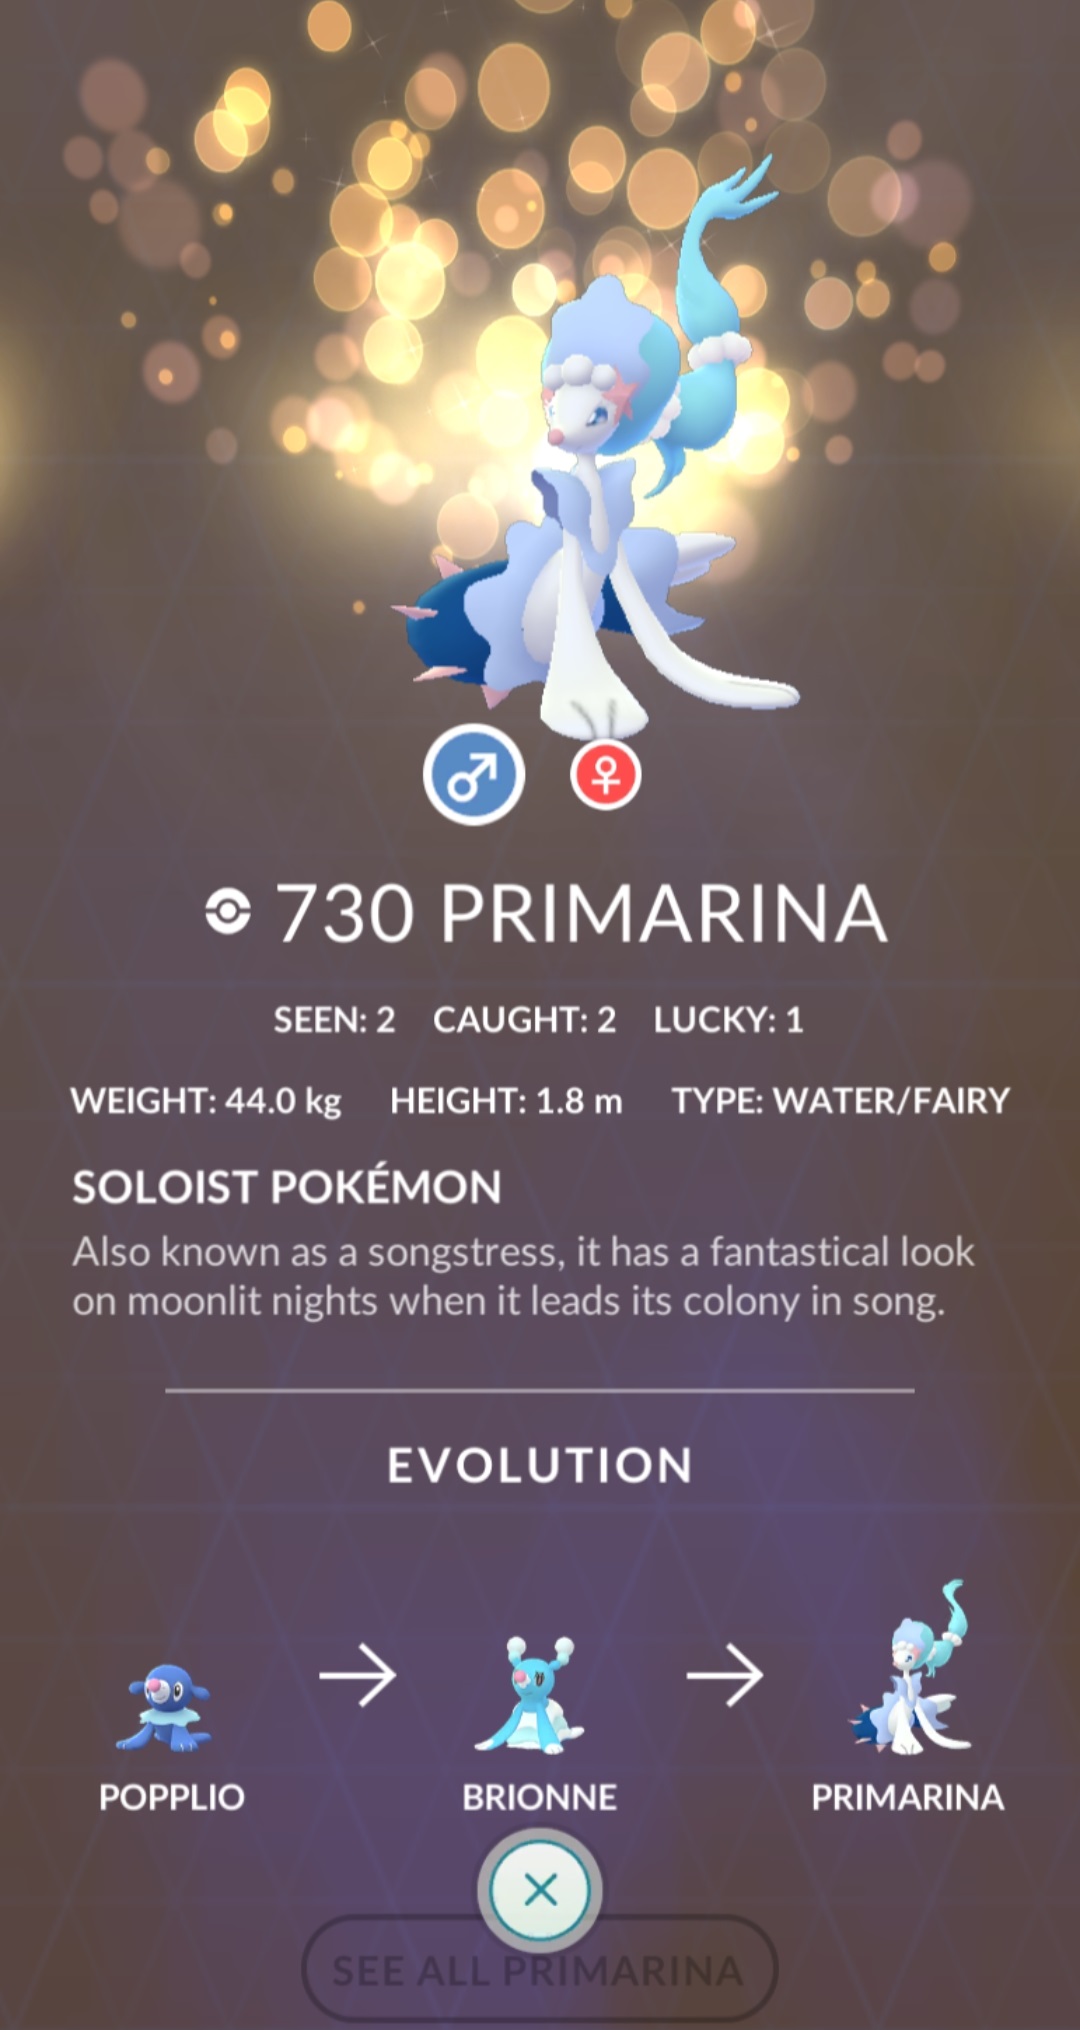 730 PRIMARINA
SEEN: 2 CAUGHT: 2 LUCKY: 1
WEIGHT: 44.0 kg HEIGHT: 1.8 m TYPE: WATER/FAIRY
SOLOIST POKÉMON
Also known as a songstress, it has a fantastical look
on moonlit nights when it leads its colony in song.
EVOLUTION
POPPLIO BRIONNE PRIMARINA
SEE ALL PRIMARINA